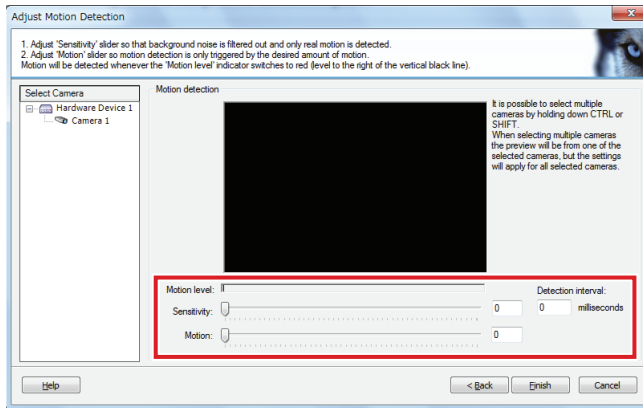 Adjust Motion Detection
1. Adjust 'Sensitivity' slider so that background noise is filtered out and only real motion is detected.
2. Adjust 'Motion' slider so motion detection is only triggered by the desired amount of motion.
Motion will be detected whenever the 'Motion level' indicator switches to red (level to the right of the vertical black line).
Select Camera
Hardware Device 1
Camera 1
Motion detection
It is possible to select multiple
cameras by holding down CTRL or
SHIFT.
When selecting multiple cameras
the preview will be from one of the
selected cameras, but the settings
will apply for all selected cameras.
Motion level:
Detection interval:
Sensitivity: 0 0 milliseconds
Motion: 0
Help < Back Finish Cancel